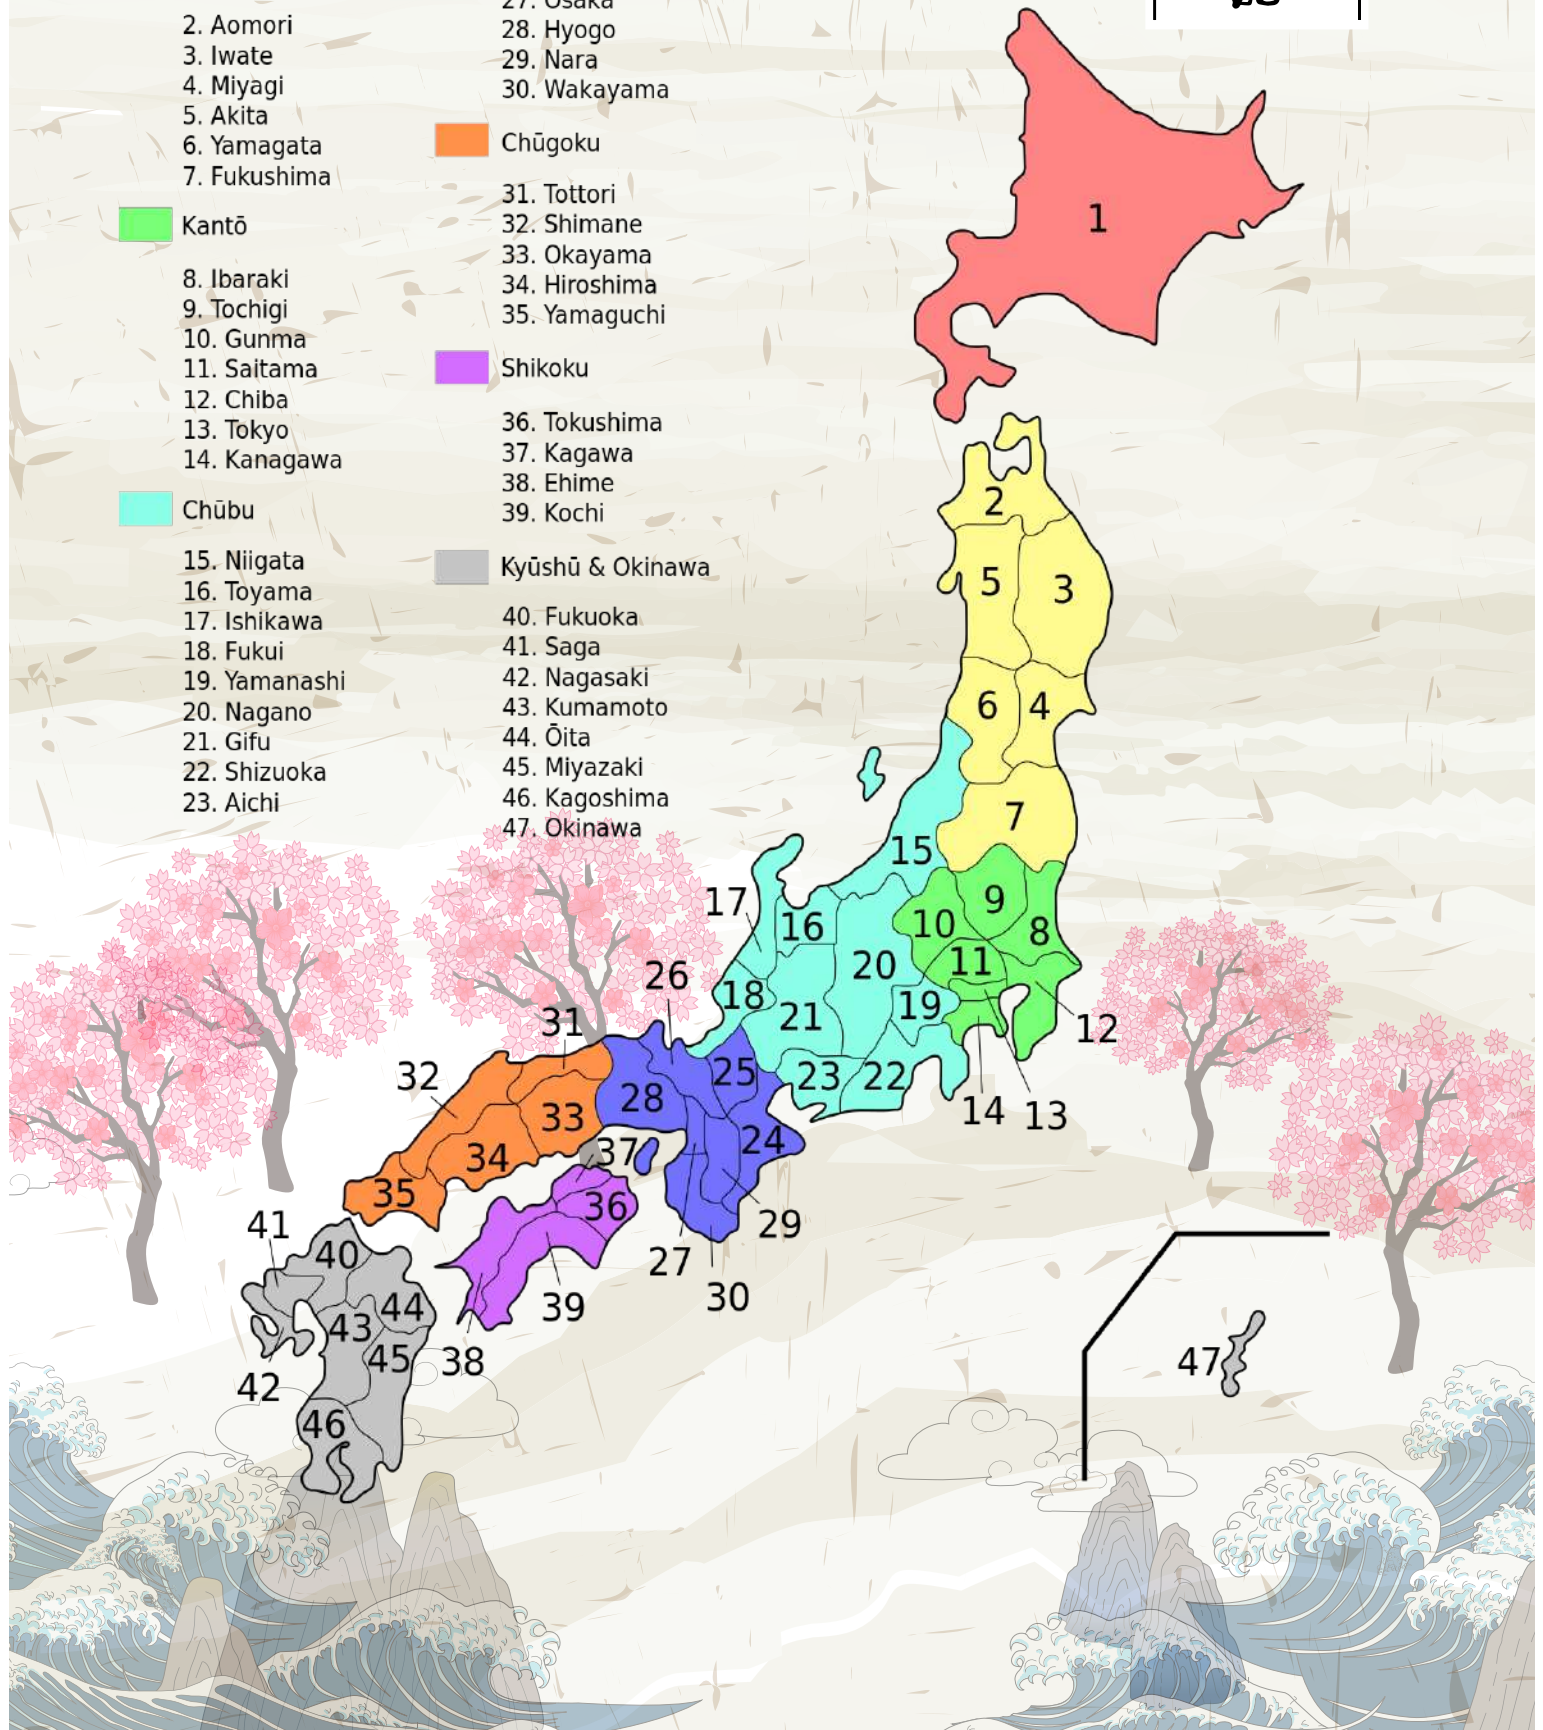 2. Aomori
3. Iwate
4. Miyagi
5. Akita
6. Yamagata
7. Fukushima
Kantō
8. Ibaraki
9. Tochigi
10. Gunma
11. Saitama
12. Chiba
13. Tokyo
14. Kanagawa
Chūbu
15. Niigata
16. Toyama
17. Ishikawa
18. Fukui
19. Yamanashi
20. Nagano
21. Gifu
22. Shizuoka
23. Aichi
27. Osaka
28. Hyogo
29. Nara
30. Wakayama
Chūgoku
31. Tottori
32. Shimane
33. Okayama
34. Hiroshima
35. Yamaguchi
Shikoku
36. Tokushima
37. Kagawa
38. Ehime
39. Kochi
Kyūshū & Okinawa
40. Fukuoka
41. Saga
42. Nagasaki
43. Kumamoto
44. Ōita
45. Miyazaki
46. Kagoshima
47. Okinawa
1
2
5
3
6
4
7
15
17
16
9
10
8
11
20
26
18
19
21
12
31
32
25
23
22
28
14
13
33
24
37
34
35
36
29
41
40
27
30
39
44
43
45
38
42
47
46